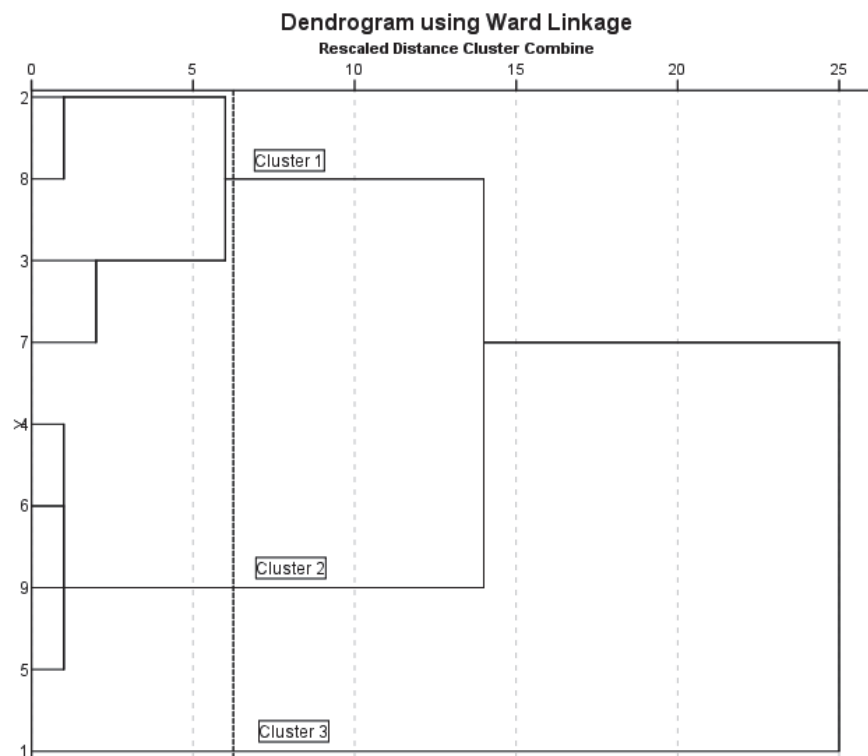 Dendrogram using Ward Linkage
Rescaled Distance Cluster Combine
0 5 10 15 20 25
2
Cluster 1
8
3
7
Y
4
6
Cluster 2
9
5
Cluster 3
1